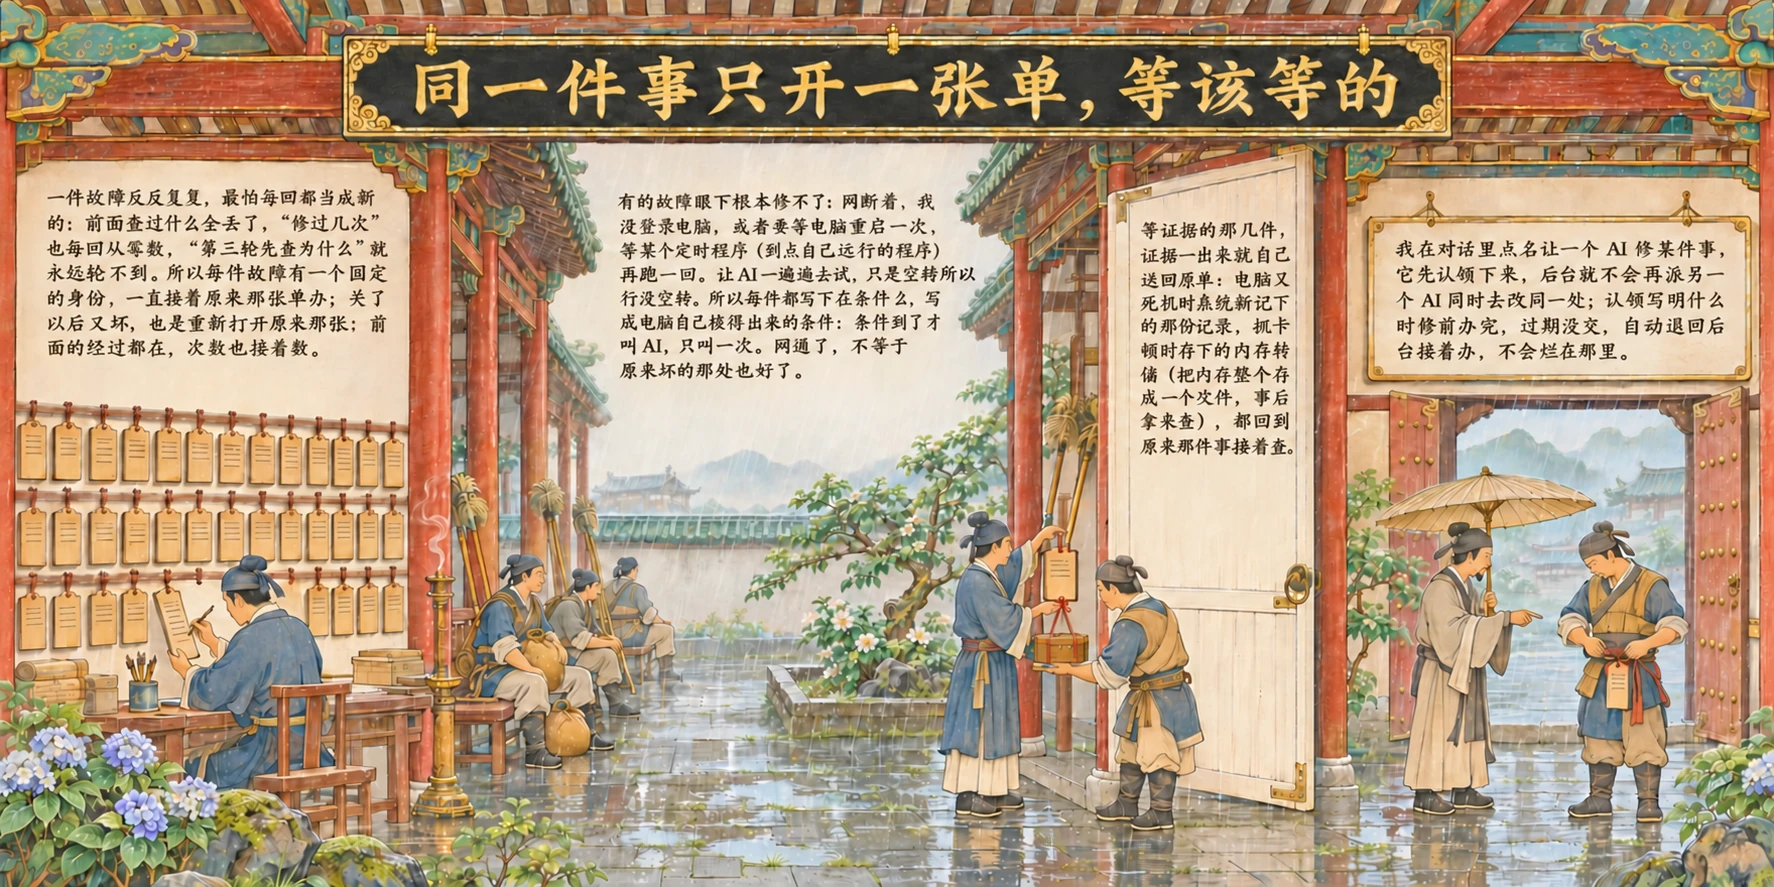 同一件事只开一张单，等该等的
一件故障反反复复，最怕每回都当成新
的：前面查过什么全丢了，“修过几次”
也每回从零数，“第三轮先查为什么”就
永远轮不到。所以每件故障有一个固定
的身份，一直接着原来那张单办；关了
以后又坏，也是重新打开原来那张；前
面的经过都在，次数也接着数。
有的故障眼下根本修不了：网断着，我
没登录电脑，或者要等电脑重启一次，
等某个定时程序（到点自己运行的程序）
再跑一回。让 AI 一遍遍去试，只是空转所以
行没空转。所以每件都写下在条件么，写
成电脑自己核得出来的条件：条件到了才
叫 AI，只叫一次。网通了，不等于
原来坏的那处也好了。
等证据的那几件，
证据一出来就自己
送回原单：电脑又
死机时系统新记下
的那份记录，抓卡
顿时存下的内存转
储（把内存整个存
成一个文件，事后
拿来查），都回到
原来那件事接着查。
我在对话里点名让一个 AI 修某件事，
它先认领下来，后台就不会再派另一
个 AI 同时去改同一处；认领写明什么
时修前办完，过期没交，自动退回后
台接着办，不会烂在那里。